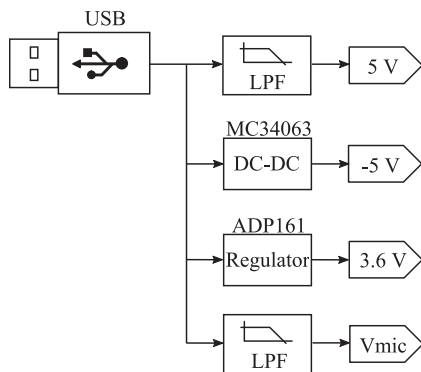 USB
LPF
5 V
MC34063
DC-DC
-5 V
ADP161
Regulator
3.6 V
LPF
Vmic